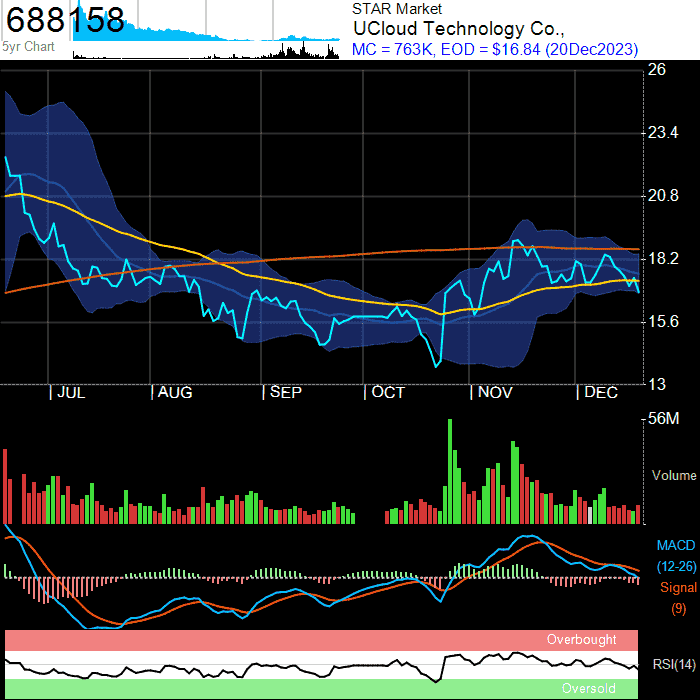 688158
5yr Chart
STAR Market
UCloud Technology Co.,
MC = 763K, EOD = $16.84 (20Dec2023)
26
23.4
20.8
18.2
15.6
13
| JUL | AUG | SEP | OCT | NOV | DEC
56M
Volume
MACD
(12-26)
Signal
(9)
Overbought
RSI(14)
Oversold